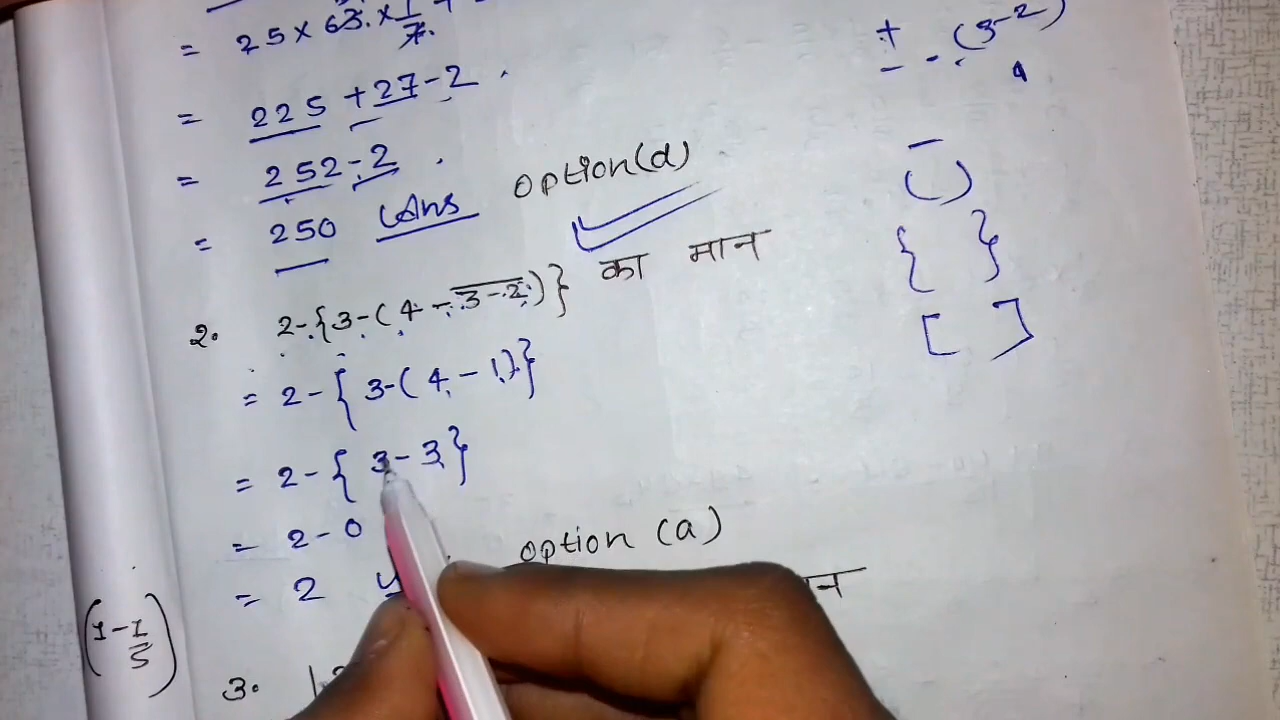 = 25 × 63 × 1/7 +
= 225 + 27 - 2
= 252 - 2
= 250 Ans option (d)
2. 2-{3-(4-3̅-̅2̅)} का मान
= 2-{3-(4-1)}
= 2-{3-3}
= 2-0
= 2 option (a)
3.
(1-1/5)
+
- . (3-2)
‾
( )
{ }
[ ]